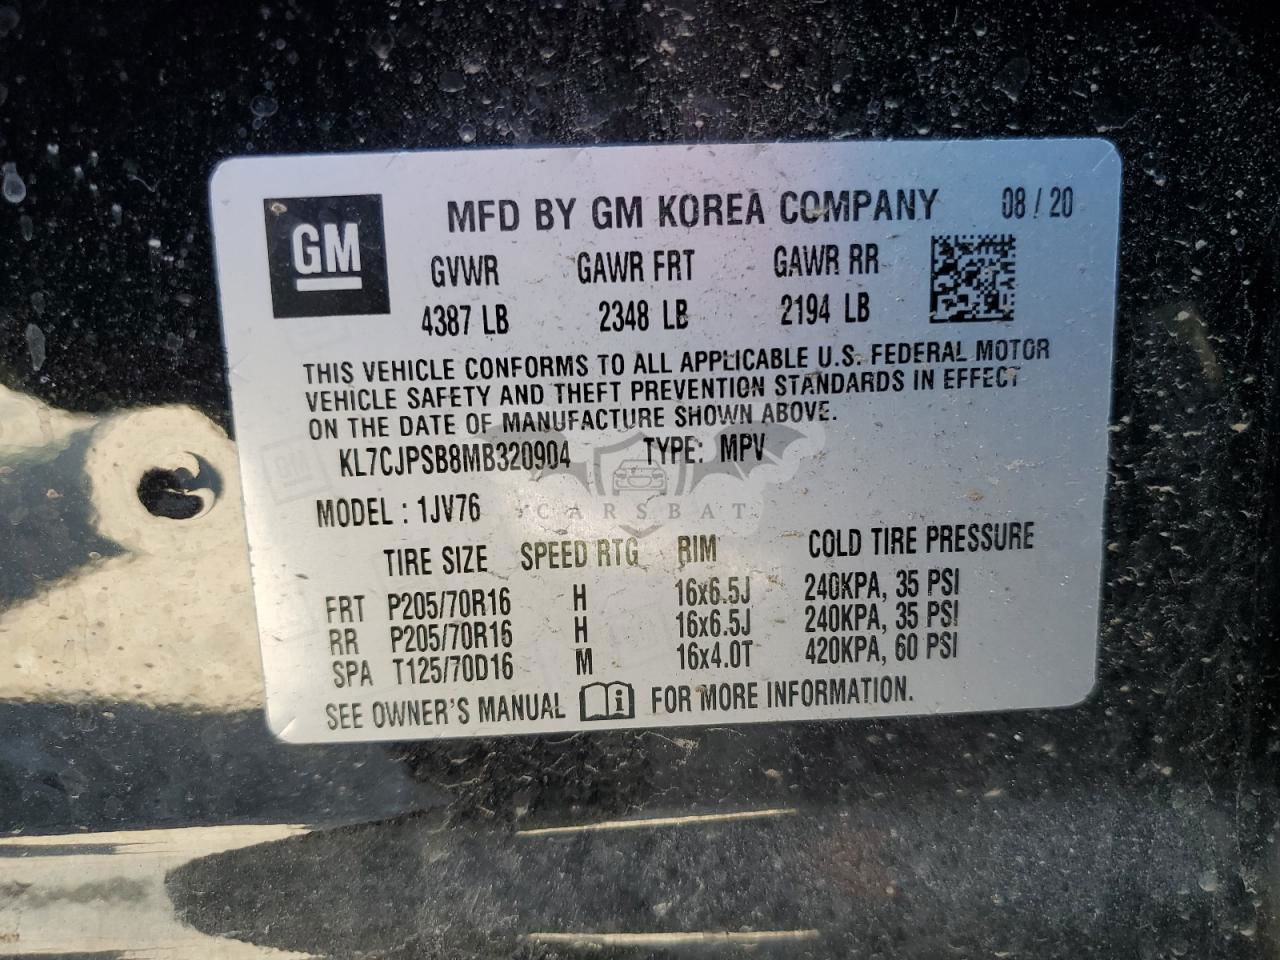 GM
MFD BY GM KOREA COMPANY 08 / 20
GVWR GAWR FRT GAWR RR
4387 LB 2348 LB 2194 LB
THIS VEHICLE CONFORMS TO ALL APPLICABLE U.S. FEDERAL MOTOR
VEHICLE SAFETY AND THEFT PREVENTION STANDARDS IN EFFECT
ON THE DATE OF MANUFACTURE SHOWN ABOVE.
KL7CJPSB8MB320904 TYPE: MPV
MODEL : 1JV76
CARSBAT
TIRE SIZE SPEED RTG RIM COLD TIRE PRESSURE
FRT P205/70R16 H 16x6.5J 240KPA, 35 PSI
RR P205/70R16 H 16x6.5J 240KPA, 35 PSI
SPA T125/70D16 M 16x4.0T 420KPA, 60 PSI
SEE OWNER'S MANUAL i FOR MORE INFORMATION.